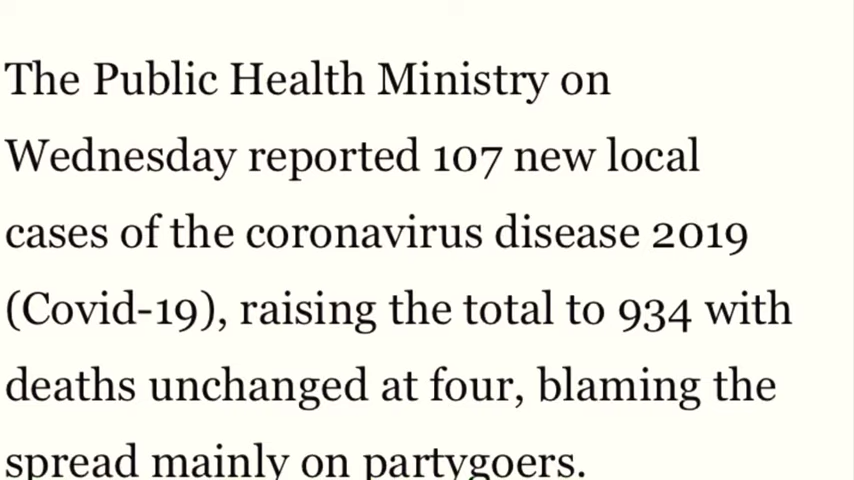 The Public Health Ministry on
Wednesday reported 107 new local
cases of the coronavirus disease 2019
(Covid-19), raising the total to 934 with
deaths unchanged at four, blaming the
spread mainly on partygoers.